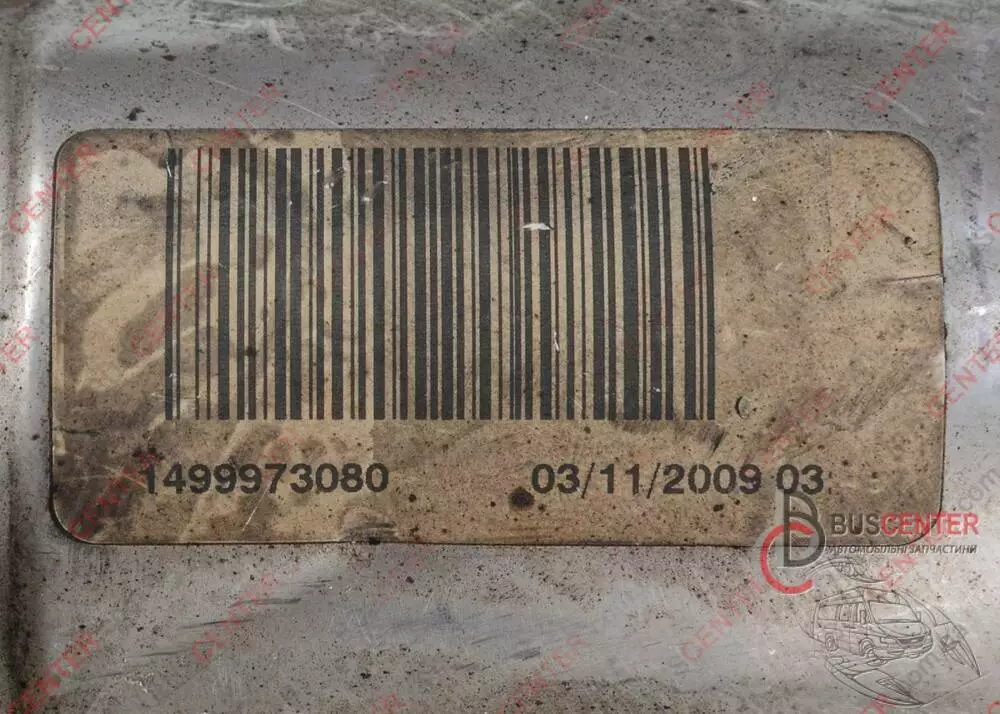 1499973080 03/11/2009 03
BUSCENTER
АВТОМОБІЛЬНІ ЗАПЧАСТИНИ